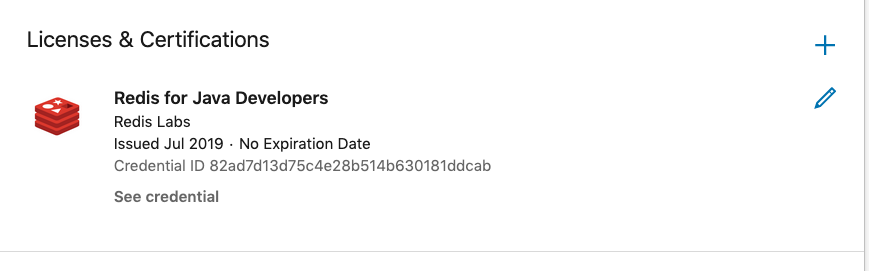 Licenses & Certifications
Redis for Java Developers
Redis Labs
Issued Jul 2019 · No Expiration Date
Credential ID 82ad7d13d75c4e28b514b630181ddcab
See credential